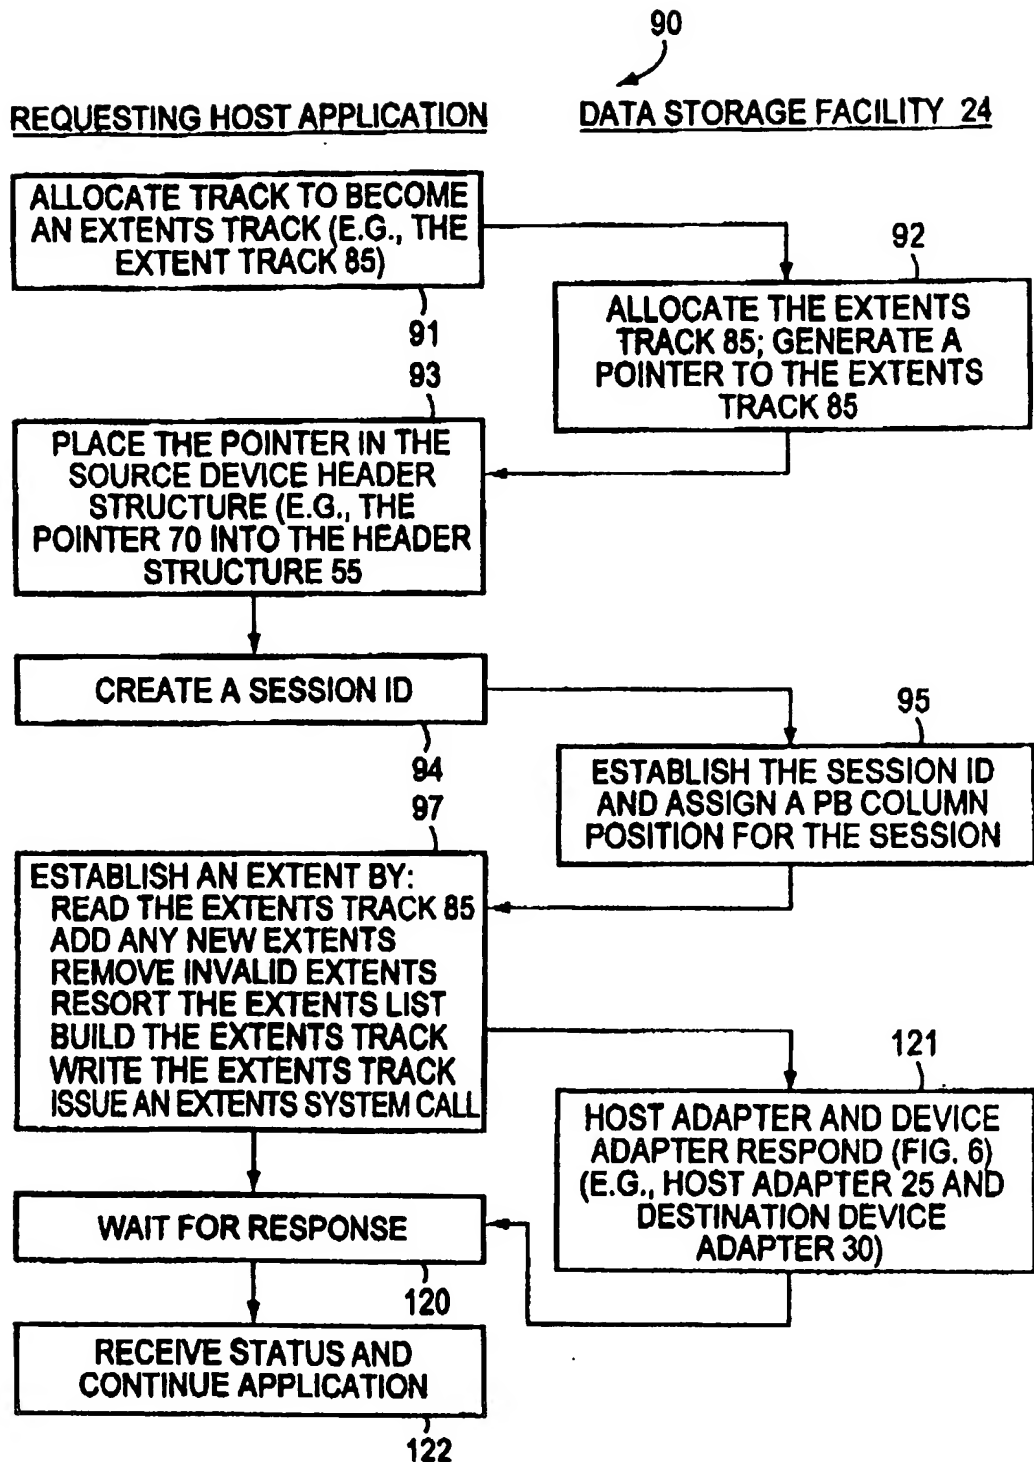 90
REQUESTING HOST APPLICATION
DATA STORAGE FACILITY 24
ALLOCATE TRACK TO BECOME
AN EXTENTS TRACK (E.G., THE
EXTENT TRACK 85)
91
92
ALLOCATE THE EXTENTS
TRACK 85; GENERATE A
POINTER TO THE EXTENTS
TRACK 85
93
PLACE THE POINTER IN THE
SOURCE DEVICE HEADER
STRUCTURE (E.G., THE
POINTER 70 INTO THE HEADER
STRUCTURE 55
CREATE A SESSION ID
94
95
ESTABLISH THE SESSION ID
AND ASSIGN A PB COLUMN
POSITION FOR THE SESSION
97
ESTABLISH AN EXTENT BY:
READ THE EXTENTS TRACK 85
ADD ANY NEW EXTENTS
REMOVE INVALID EXTENTS
RESORT THE EXTENTS LIST
BUILD THE EXTENTS TRACK
WRITE THE EXTENTS TRACK
ISSUE AN EXTENTS SYSTEM CALL
121
HOST ADAPTER AND DEVICE
ADAPTER RESPOND (FIG. 6)
(E.G., HOST ADAPTER 25 AND
DESTINATION DEVICE
ADAPTER 30)
WAIT FOR RESPONSE
120
RECEIVE STATUS AND
CONTINUE APPLICATION
122